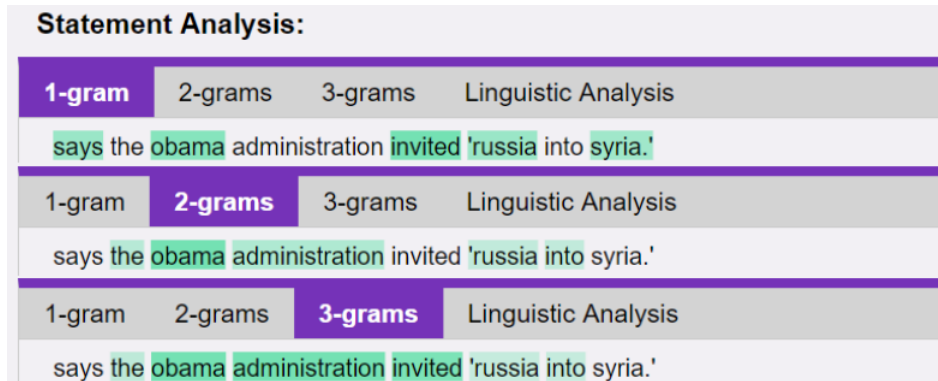 Statement Analysis:
1-gram 2-grams 3-grams Linguistic Analysis
says the obama administration invited 'russia into syria.'
1-gram 2-grams 3-grams Linguistic Analysis
says the obama administration invited 'russia into syria.'
1-gram 2-grams 3-grams Linguistic Analysis
says the obama administration invited 'russia into syria.'